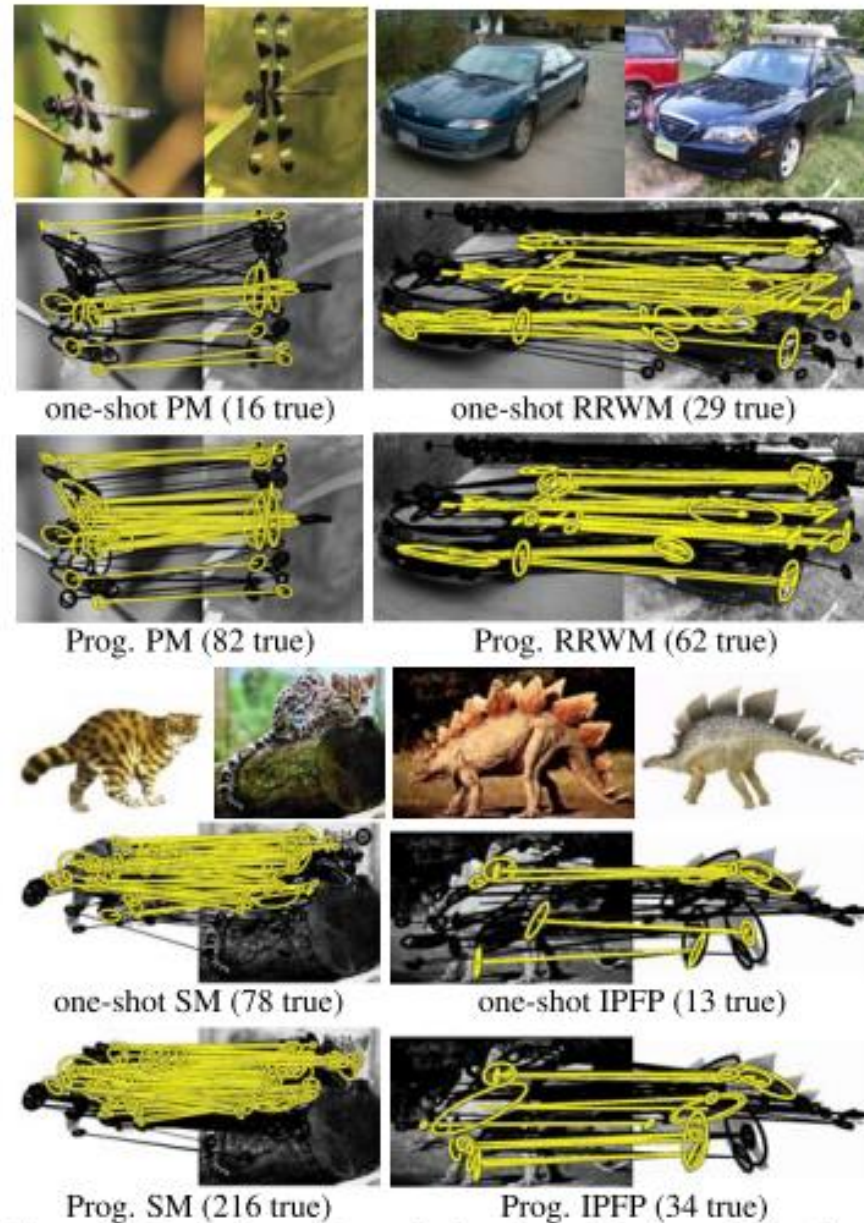 one-shot PM (16 true)
one-shot RRWM (29 true)
Prog. PM (82 true)
Prog. RRWM (62 true)
one-shot SM (78 true)
one-shot IPFP (13 true)
Prog. SM (216 true)
Prog. IPFP (34 true)